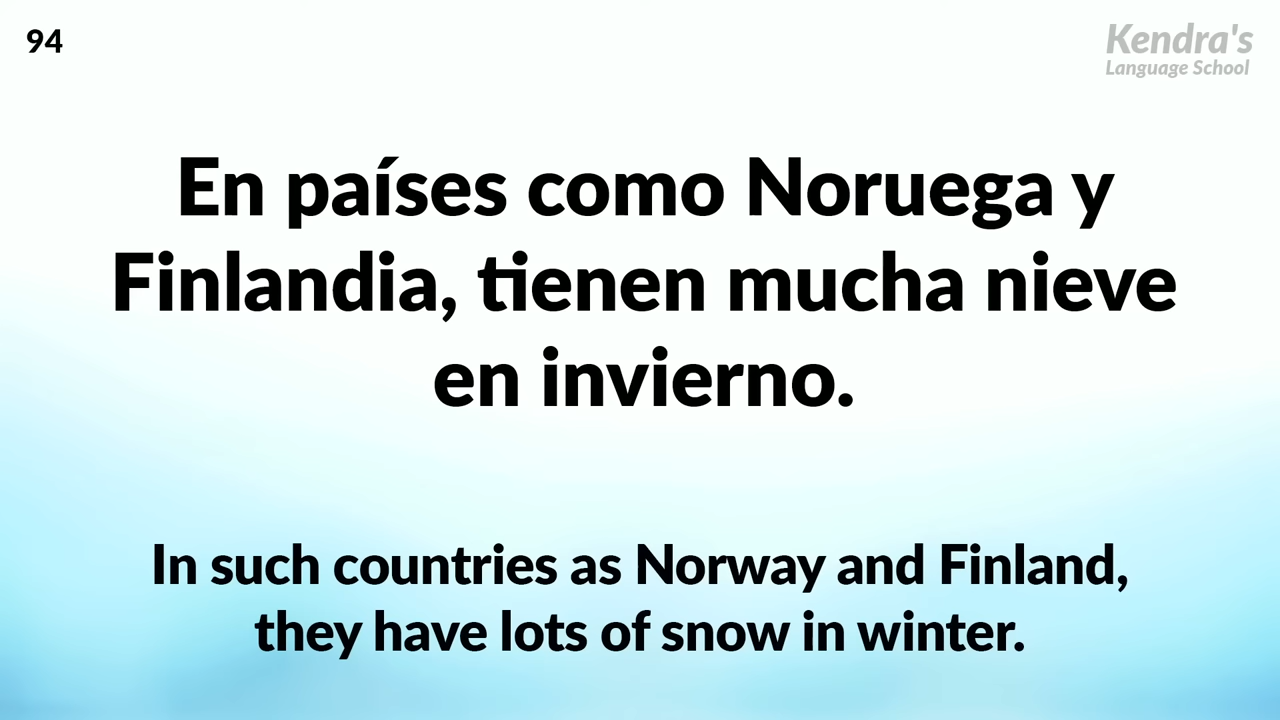 94
Kendra's
Language School
En países como Noruega y
Finlandia, tienen mucha nieve
en invierno.
In such countries as Norway and Finland,
they have lots of snow in winter.